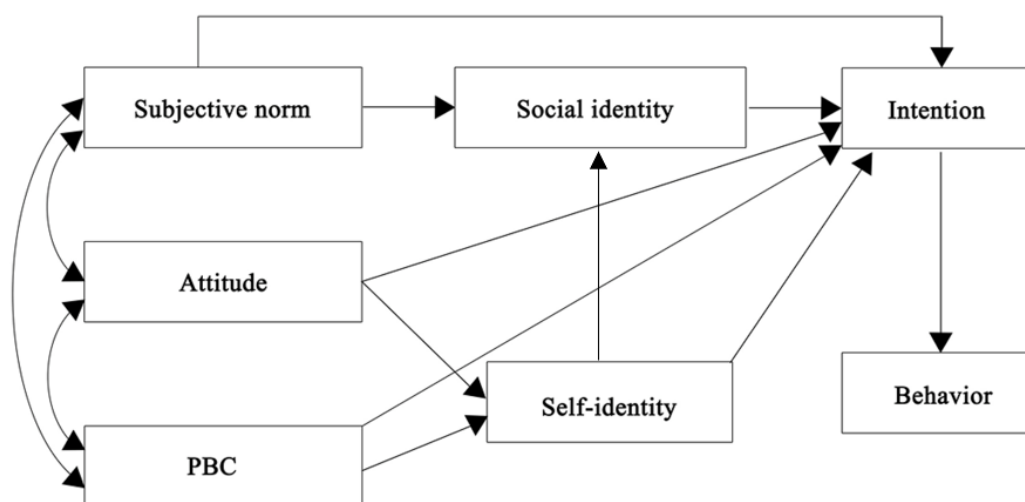 Subjective norm
Social identity
Intention
Attitude
Self-identity
Behavior
PBC